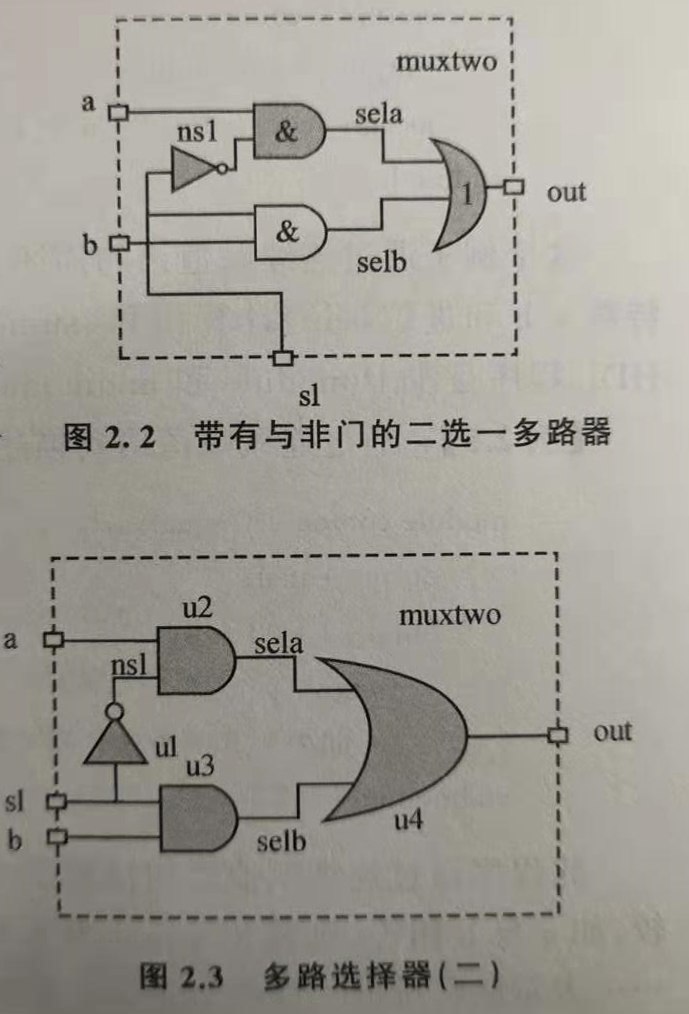 muxtwo
a
sela
ns1
&
1
out
b
&
selb
sl
图 2.2 带有与非门的二选一多路器
u2
muxtwo
a
sela
nsl
out
ul
u3
sl
b
selb
u4
图 2.3 多路选择器(二)